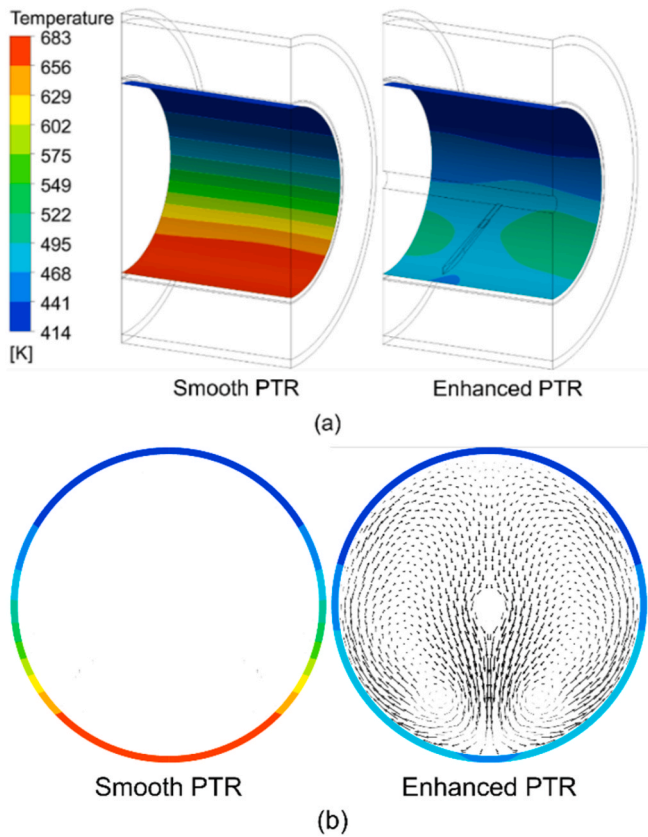 Temperature
683
656
629
602
575
549
522
495
468
441
414
[K]
Smooth PTR
Enhanced PTR
(a)
Smooth PTR
Enhanced PTR
(b)